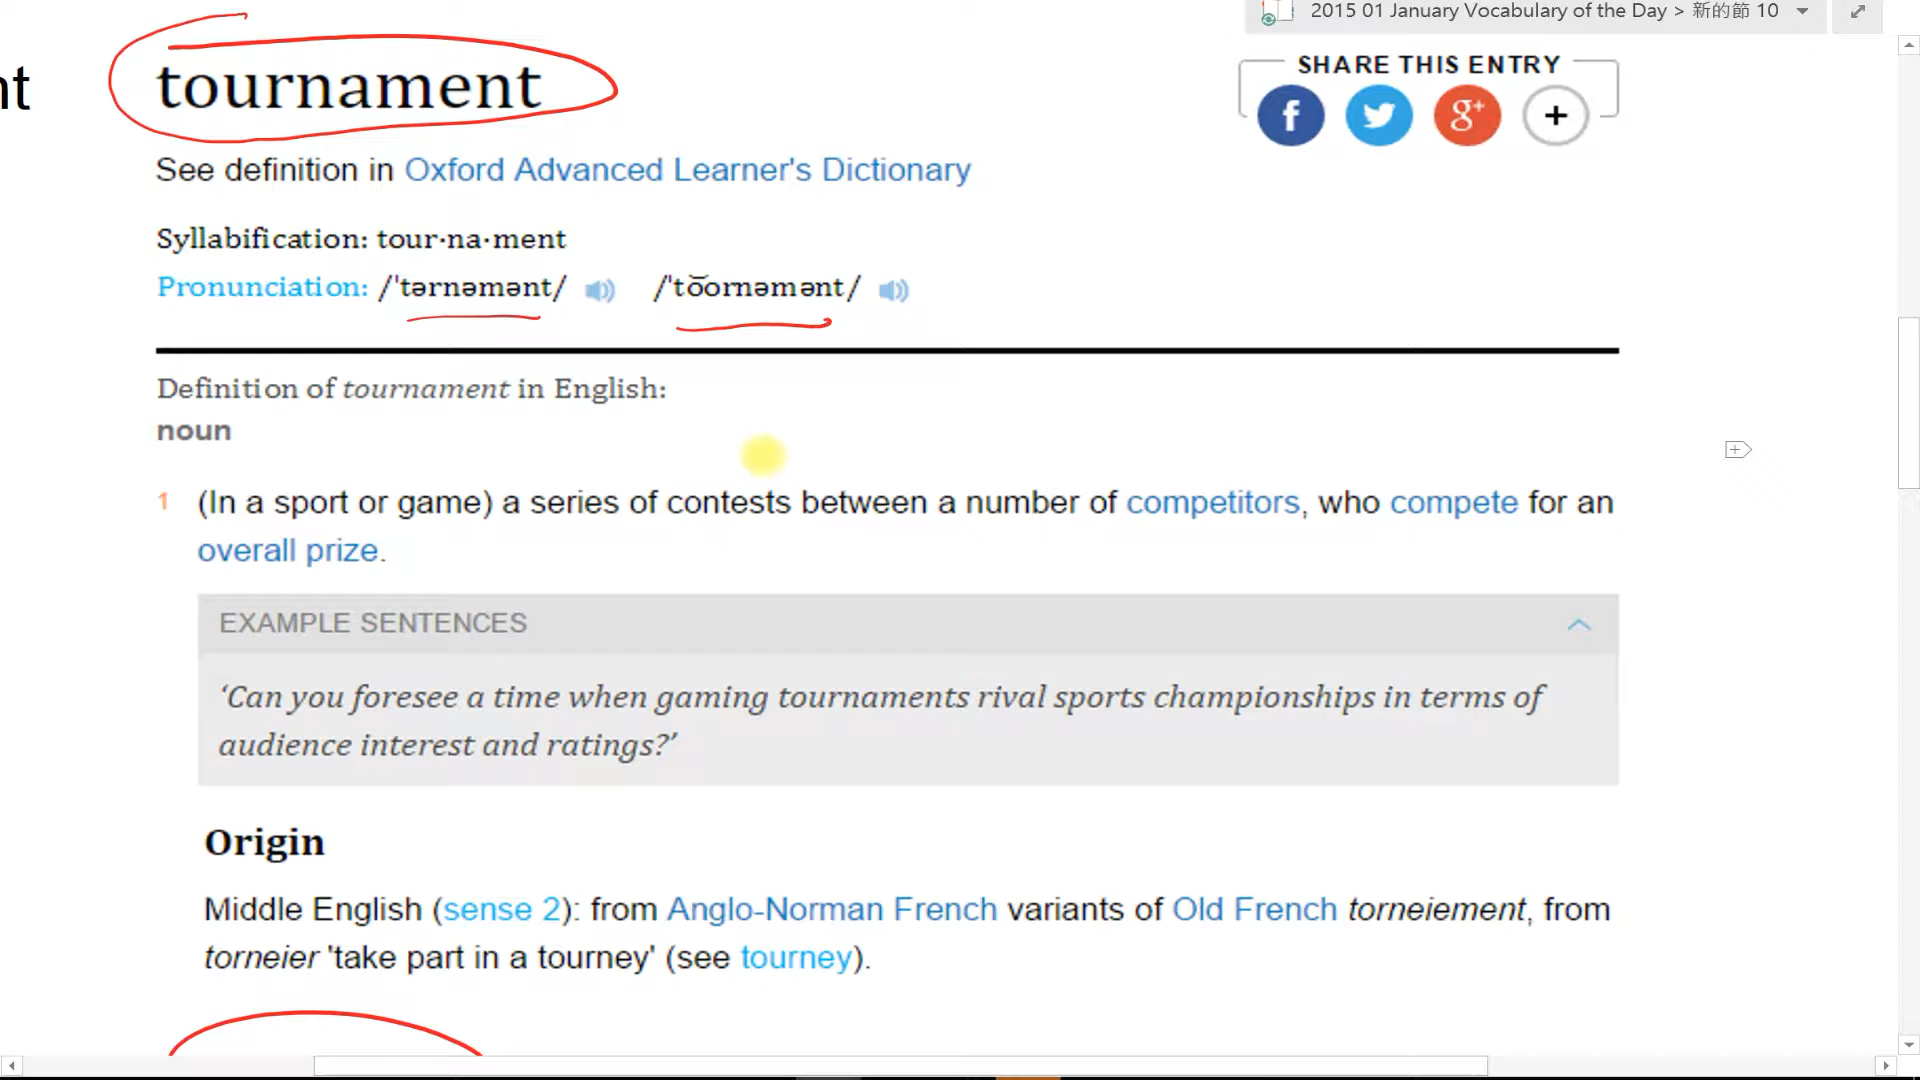 2015 01 January Vocabulary of the Day > 新的節 10
nt
tournament
SHARE THIS ENTRY
f
g+
+
See definition in Oxford Advanced Learner's Dictionary
Syllabification: tour·na·ment
Pronunciation: /ˈtərnəmənt/ /ˈto͝ornəmənt/
Definition of tournament in English:
noun
1 (In a sport or game) a series of contests between a number of competitors, who compete for an
overall prize.
EXAMPLE SENTENCES
‘Can you foresee a time when gaming tournaments rival sports championships in terms of
audience interest and ratings?’
Origin
Middle English (sense 2): from Anglo-Norman French variants of Old French torneiement, from
torneier 'take part in a tourney' (see tourney).